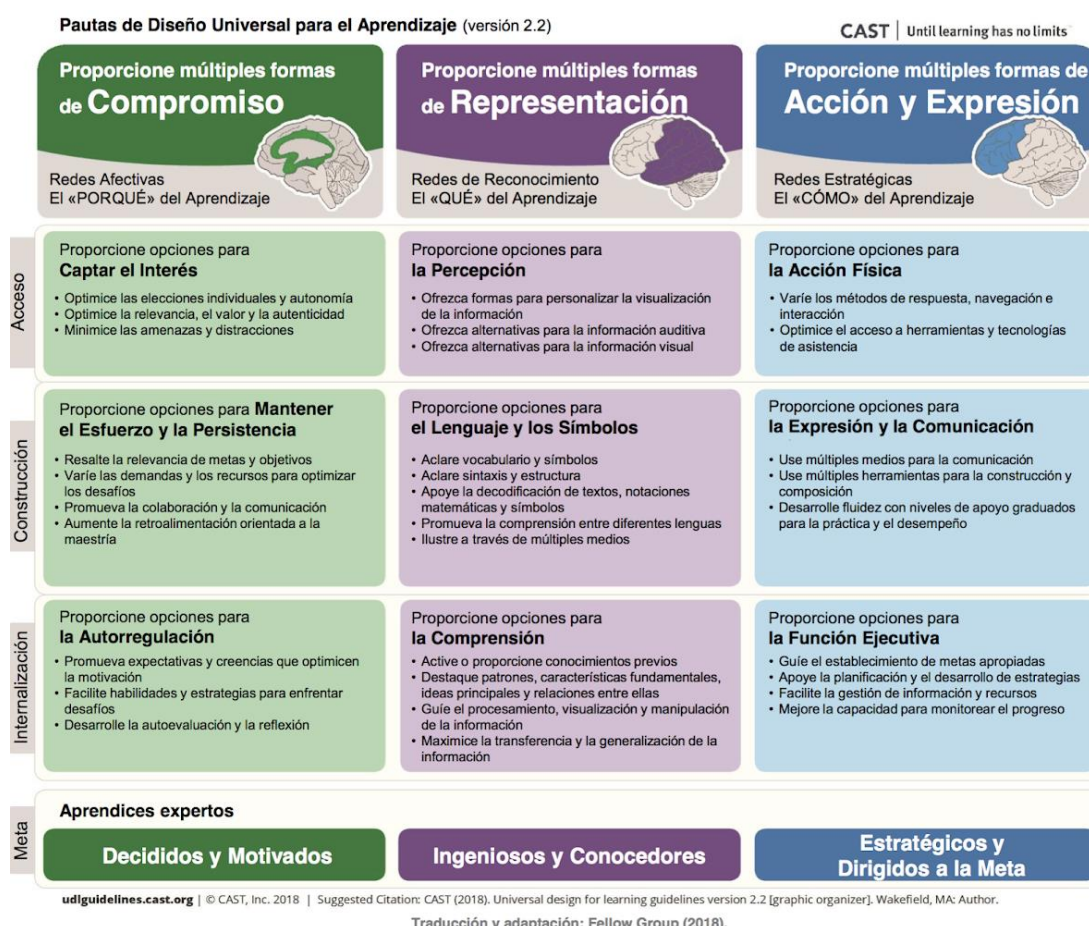 Pautas de Diseño Universal para el Aprendizaje (versión 2.2)
CAST | Until learning has no limits
Proporcione múltiples formas
de Compromiso
Redes Afectivas
El «PORQUÉ» del Aprendizaje
Proporcione múltiples formas
de Representación
Redes de Reconocimiento
El «QUÉ» del Aprendizaje
Proporcione múltiples formas de
Acción y Expresión
Redes Estratégicas
El «CÓMO» del Aprendizaje
Acceso
Proporcione opciones para
Captar el Interés
• Optimice las elecciones individuales y autonomía
• Optimice la relevancia, el valor y la autenticidad
• Minimice las amenazas y distracciones
Proporcione opciones para
la Percepción
• Ofrezca formas para personalizar la visualización
de la información
• Ofrezca alternativas para la información auditiva
• Ofrezca alternativas para la información visual
Proporcione opciones para
la Acción Física
• Varíe los métodos de respuesta, navegación e
interacción
• Optimice el acceso a herramientas y tecnologías
de asistencia
Construcción
Proporcione opciones para Mantener
el Esfuerzo y la Persistencia
• Resalte la relevancia de metas y objetivos
• Varíe las demandas y los recursos para optimizar
los desafíos
• Promueva la colaboración y la comunicación
• Aumente la retroalimentación orientada a la
maestría
Proporcione opciones para
el Lenguaje y los Símbolos
• Aclare vocabulario y símbolos
• Aclare sintaxis y estructura
• Apoye la decodificación de textos, notaciones
matemáticas y símbolos
• Promueva la comprensión entre diferentes lenguas
• Ilustre a través de múltiples medios
Proporcione opciones para
la Expresión y la Comunicación
• Use múltiples medios para la comunicación
• Use múltiples herramientas para la construcción y
composición
• Desarrolle fluidez con niveles de apoyo graduados
para la práctica y el desempeño
Internalización
Proporcione opciones para
la Autorregulación
• Promueva expectativas y creencias que optimicen
la motivación
• Facilite habilidades y estrategias para enfrentar
desafíos
• Desarrolle la autoevaluación y la reflexión
Proporcione opciones para
la Comprensión
• Active o proporcione conocimientos previos
• Destaque patrones, características fundamentales,
ideas principales y relaciones entre ellas
• Guíe el procesamiento, visualización y manipulación
de la información
• Maximice la transferencia y la generalización de la
información
Proporcione opciones para
la Función Ejecutiva
• Guíe el establecimiento de metas apropiadas
• Apoye la planificación y el desarrollo de estrategias
• Facilite la gestión de información y recursos
• Mejore la capacidad para monitorear el progreso
Meta
Aprendices expertos
Decididos y Motivados
Ingeniosos y Conocedores
Estratégicos y
Dirigidos a la Meta
udlguidelines.cast.org | © CAST, Inc. 2018 | Suggested Citation: CAST (2018). Universal design for learning guidelines version 2.2 [graphic organizer]. Wakefield, MA: Author.
Traducción y adaptación: Fellow Group (2018).